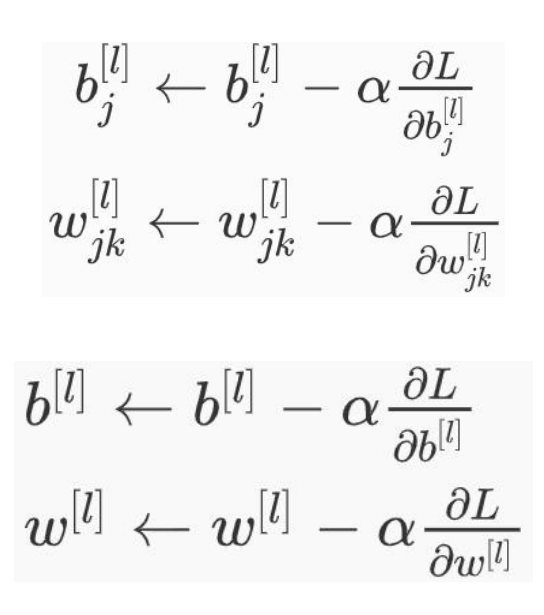 b_j^{[l]} ← b_j^{[l]} − α ∂L/∂b_j^{[l]}
w_{jk}^{[l]} ← w_{jk}^{[l]} − α ∂L/∂w_{jk}^{[l]}
b^{[l]} ← b^{[l]} − α ∂L/∂b^{[l]}
w^{[l]} ← w^{[l]} − α ∂L/∂w^{[l]}